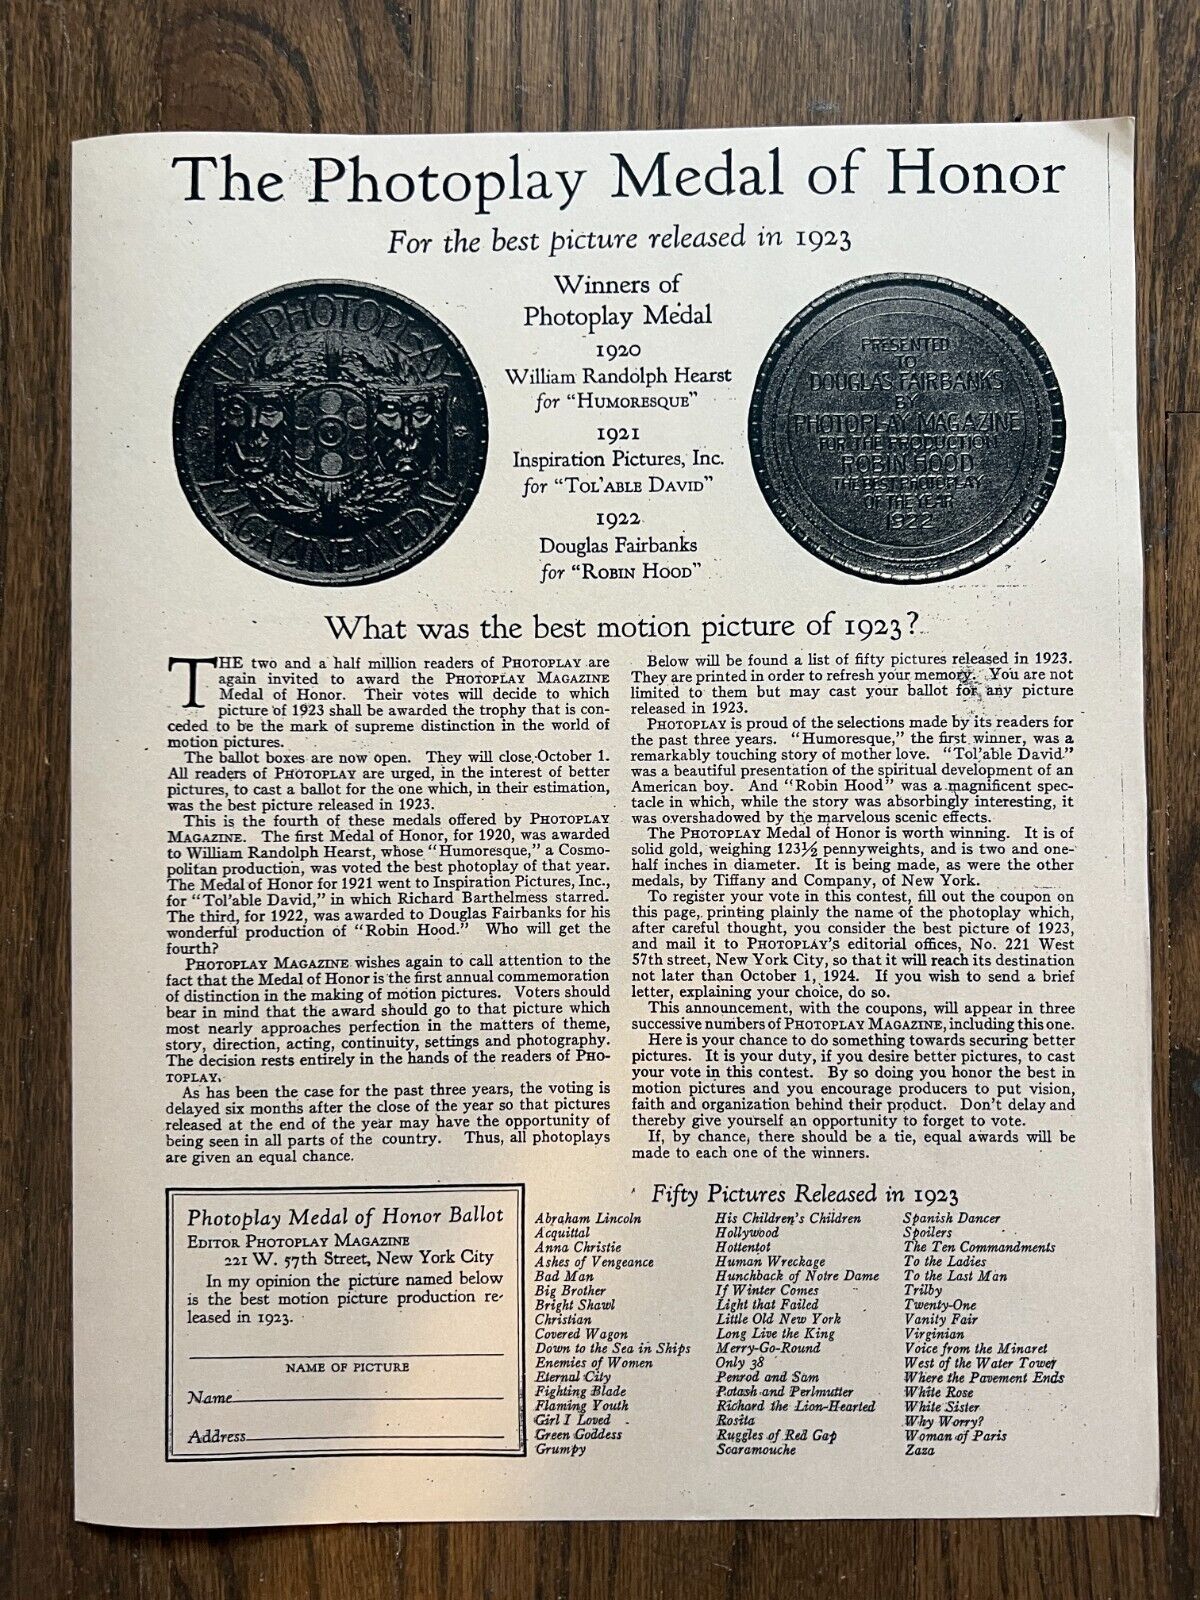 The Photoplay Medal of Honor
For the best picture released in 1923
THE PHOTOPLAY
MAGAZINE MEDAL
Winners of
Photoplay Medal
1920
William Randolph Hearst
for "HUMORESQUE"
1921
Inspiration Pictures, Inc.
for "TOL'ABLE DAVID"
1922
Douglas Fairbanks
for "ROBIN HOOD"
PRESENTED
TO
DOUGLAS FAIRBANKS
BY
PHOTOPLAY MAGAZINE
FOR THE PRODUCTION
ROBIN HOOD
THE BEST PHOTOPLAY
OF THE YEAR
1922
What was the best motion picture of 1923?
THE two and a half million readers of PHOTOPLAY are
again invited to award the PHOTOPLAY MAGAZINE
Medal of Honor. Their votes will decide to which
picture of 1923 shall be awarded the trophy that is con-
ceded to be the mark of supreme distinction in the world of
motion pictures.
The ballot boxes are now open. They will close October 1.
All readers of PHOTOPLAY are urged, in the interest of better
pictures, to cast a ballot for the one which, in their estimation,
was the best picture released in 1923.
This is the fourth of these medals offered by PHOTOPLAY
MAGAZINE. The first Medal of Honor, for 1920, was awarded
to William Randolph Hearst, whose "Humoresque," a Cosmo-
politan production, was voted the best photoplay of that year.
The Medal of Honor for 1921 went to Inspiration Pictures, Inc.,
for "Tol'able David," in which Richard Barthelmess starred.
The third, for 1922, was awarded to Douglas Fairbanks for his
wonderful production of "Robin Hood." Who will get the
fourth?
PHOTOPLAY MAGAZINE wishes again to call attention to the
fact that the Medal of Honor is the first annual commemoration
of distinction in the making of motion pictures. Voters should
bear in mind that the award should go to that picture which
most nearly approaches perfection in the matters of theme,
story, direction, acting, continuity, settings and photography.
The decision rests entirely in the hands of the readers of PHO-
TOPLAY.
As has been the case for the past three years, the voting is
delayed six months after the close of the year so that pictures
released at the end of the year may have the opportunity of
being seen in all parts of the country. Thus, all photoplays
are given an equal chance.
Below will be found a list of fifty pictures released in 1923.
They are printed in order to refresh your memory. You are not
limited to them but may cast your ballot for any picture
released in 1923.
PHOTOPLAY is proud of the selections made by its readers for
the past three years. "Humoresque," the first winner, was a
remarkably touching story of mother love. "Tol'able David"
was a beautiful presentation of the spiritual development of an
American boy. And "Robin Hood" was a magnificent spec-
tacle in which, while the story was absorbingly interesting, it
was overshadowed by the marvelous scenic effects.
The PHOTOPLAY Medal of Honor is worth winning. It is of
solid gold, weighing 123½ pennyweights, and is two and one-
half inches in diameter. It is being made, as were the other
medals, by Tiffany and Company, of New York.
To register your vote in this contest, fill out the coupon on
this page, printing plainly the name of the photoplay which,
after careful thought, you consider the best picture of 1923,
and mail it to PHOTOPLAY'S editorial offices, No. 221 West
57th street, New York City, so that it will reach its destination
not later than October 1, 1924. If you wish to send a brief
letter, explaining your choice, do so.
This announcement, with the coupons, will appear in three
successive numbers of PHOTOPLAY MAGAZINE, including this one.
Here is your chance to do something towards securing better
pictures. It is your duty, if you desire better pictures, to cast
your vote in this contest. By so doing you honor the best in
motion pictures and you encourage producers to put vision,
faith and organization behind their product. Don't delay and
thereby give yourself an opportunity to forget to vote.
If, by chance, there should be a tie, equal awards will be
made to each one of the winners.
Photoplay Medal of Honor Ballot
EDITOR PHOTOPLAY MAGAZINE
221 W. 57th Street, New York City
In my opinion the picture named below
is the best motion picture production re-
leased in 1923.
NAME OF PICTURE
Name
Address
Fifty Pictures Released in 1923
Abraham Lincoln
Acquittal
Anna Christie
Ashes of Vengeance
Bad Man
Big Brother
Bright Shawl
Christian
Covered Wagon
Down to the Sea in Ships
Enemies of Women
Eternal City
Fighting Blade
Flaming Youth
Girl I Loved
Green Goddess
Grumpy
His Children's Children
Hollywood
Hottentot
Human Wreckage
Hunchback of Notre Dame
If Winter Comes
Light that Failed
Little Old New York
Long Live the King
Merry-Go-Round
Only 38
Penrod and Sam
Potash and Perlmutter
Richard the Lion-Hearted
Rosita
Ruggles of Red Gap
Scaramouche
Spanish Dancer
Spoilers
The Ten Commandments
To the Ladies
To the Last Man
Trilby
Twenty-One
Vanity Fair
Virginian
Voice from the Minaret
West of the Water Tower
Where the Pavement Ends
White Rose
White Sister
Why Worry?
Woman of Paris
Zaza